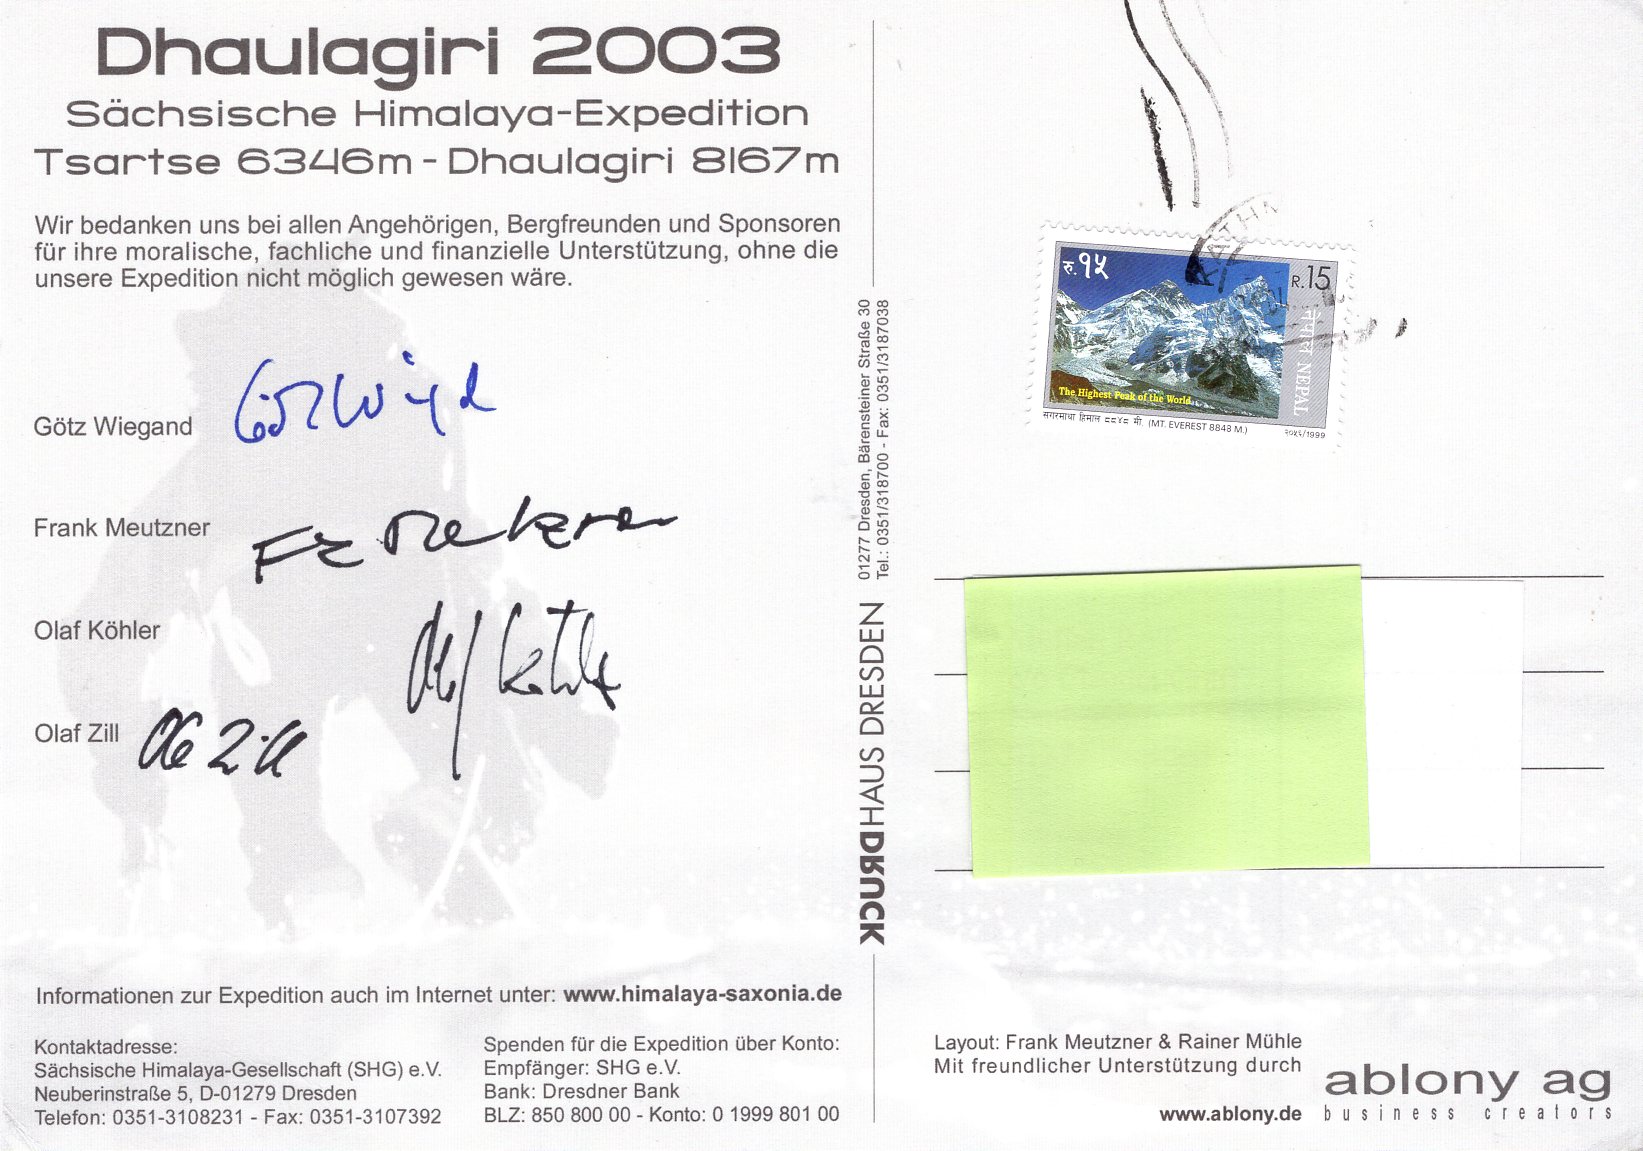 Dhaulagiri 2003
Sächsische Himalaya-Expedition
Tsartse 6346m - Dhaulagiri 8167m
Wir bedanken uns bei allen Angehörigen, Bergfreunden und Sponsoren
für ihre moralische, fachliche und finanzielle Unterstützung, ohne die
unsere Expedition nicht möglich gewesen wäre.
Götz Wiegand
Frank Meutzner
Olaf Köhler
Olaf Zill
Informationen zur Expedition auch im Internet unter: www.himalaya-saxonia.de
Kontaktadresse:
Sächsische Himalaya-Gesellschaft (SHG) e.V.
Neuberinstraße 5, D-01279 Dresden
Telefon: 0351-3108231 - Fax: 0351-3107392
Spenden für die Expedition über Konto:
Empfänger: SHG e.V.
Bank: Dresdner Bank
BLZ: 850 800 00 - Konto: 0 1999 801 00
DRUCKHAUS DRESDEN
01277 Dresden, Bärensteiner Straße 30
Tel.: 0351/318700 - Fax: 0351/3187038
KATHM
रु.१५
R.15
नेपाल NEPAL
The Highest Peak of the World
सगरमाथा हिमाल ८८४८ मी. (MT. EVEREST 8848 M.)
२०५६/1999
Layout: Frank Meutzner & Rainer Mühle
Mit freundlicher Unterstützung durch
www.ablony.de
ablony ag
business creators